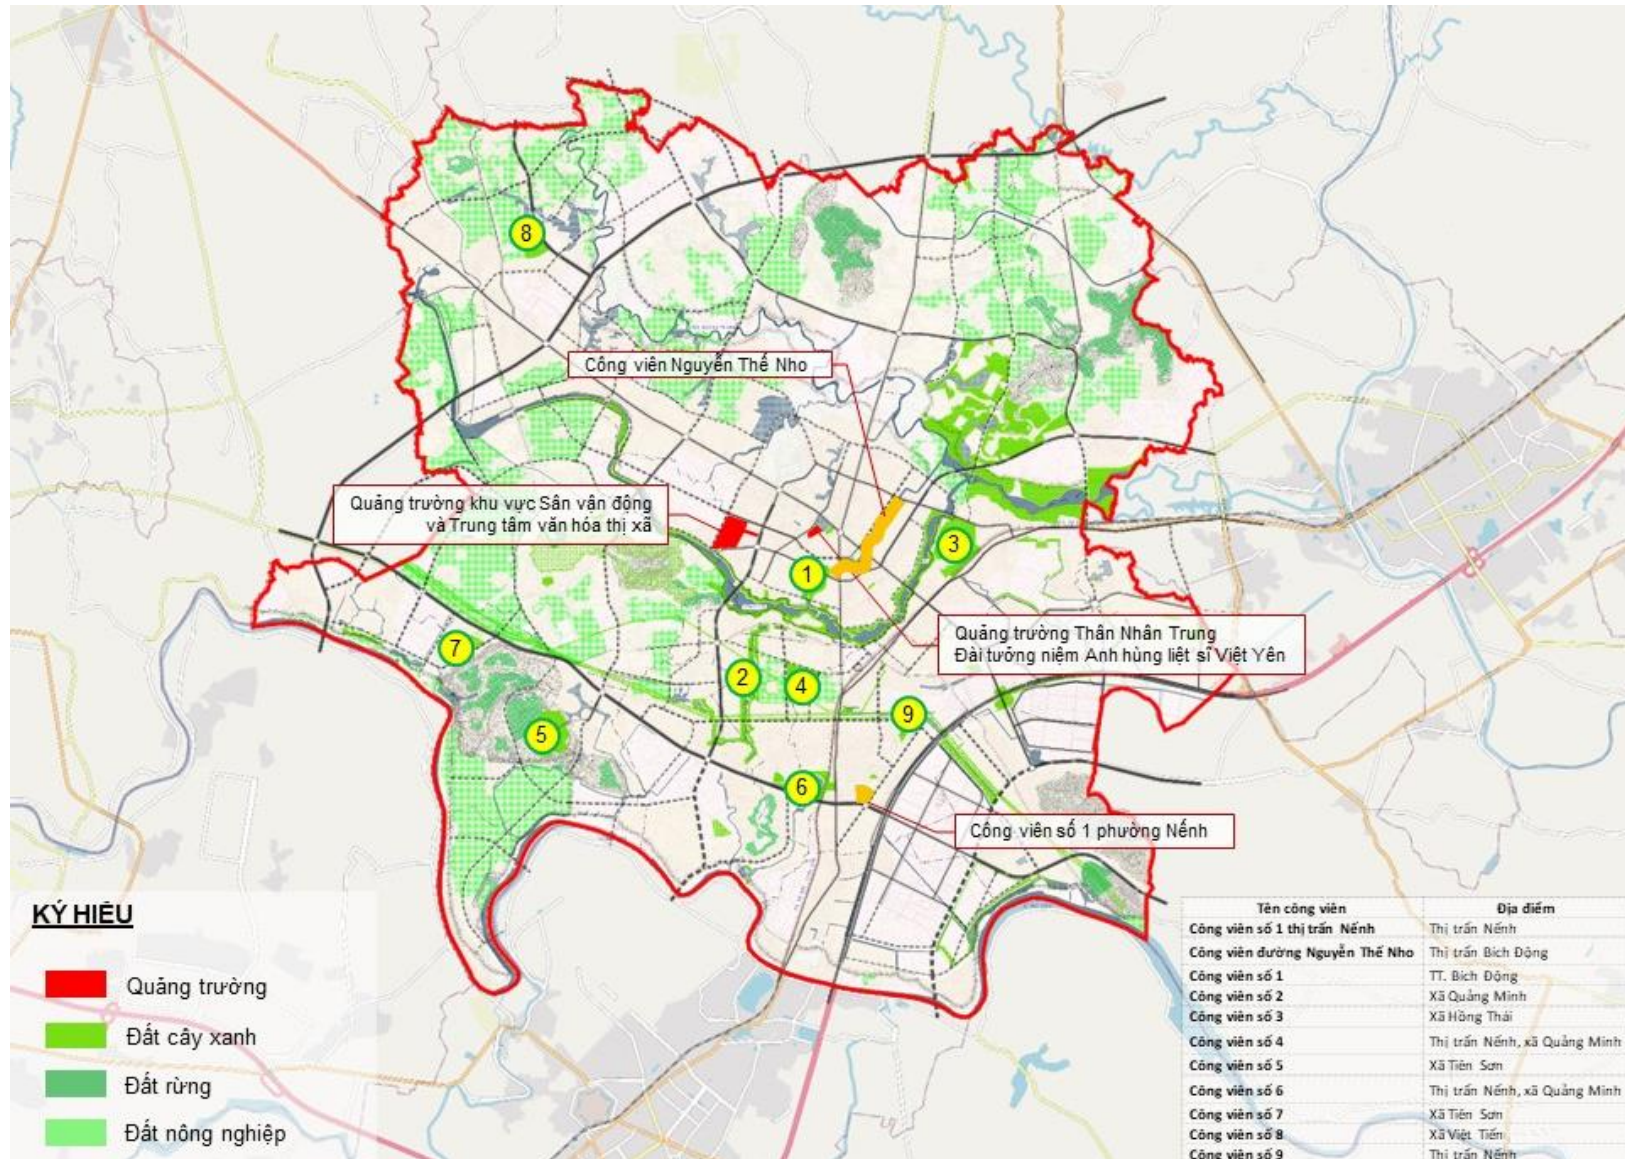 8
Công viên Nguyễn Thế Nho
Quảng trường khu vực Sân vận động
và Trung tâm văn hóa thị xã
3
1
Quảng trường Thân Nhân Trung
Đài tưởng niệm Anh hùng liệt sĩ Việt Yên
7
2
4
9
5
6
Công viên số 1 phường Nếnh
KÝ HIỆU
Quảng trường
Đất cây xanh
Đất rừng
Đất nông nghiệp
Tên công viên Địa điểm
Công viên số 1 thị trấn Nếnh Thị trấn Nếnh
Công viên đường Nguyễn Thế Nho Thị trấn Bích Động
Công viên số 1 TT. Bích Động
Công viên số 2 Xã Quảng Minh
Công viên số 3 Xã Hồng Thái
Công viên số 4 Thị trấn Nếnh, xã Quảng Minh
Công viên số 5 Xã Tiên Sơn
Công viên số 6 Thị trấn Nếnh, xã Quảng Minh
Công viên số 7 Xã Tiên Sơn
Công viên số 8 Xã Việt Tiến
Công viên số 9 Thị trấn Nếnh